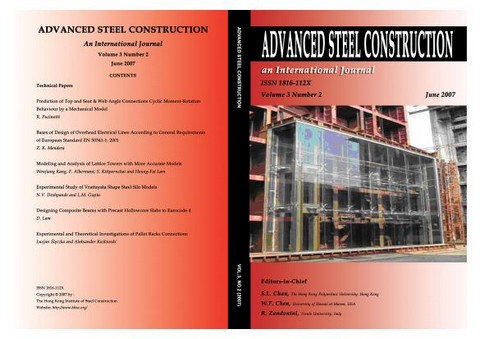 ADVANCED STEEL CONSTRUCTION
An International Journal
Volume 3 Number 2
June 2007
CONTENTS
Technical Papers
Prediction of Top and Seat & Web Angle Connections Cyclic Moment-Rotation
Behaviour by a Mechanical Model
R. Pucinotti
Bases of Design of Overhead Electrical Lines According to General Requirements
of European Standard EN 50341-1: 2001
Z. K. Mendera
Modeling and Analysis of Lattice Towers with More Accurate Models
Wenjiang Kang, F. Albermani, S. Kitipornchai and Heung-Fai Lam
Experimental Study of Yeoltsyala Shape Steel Silo Models
N.V. Deshpande and L.M. Gupta
Designing Composite Beams with Precast Hollowcore Slabs to Eurocode 4
D. Lam
Experimental and Theoretical Investigations of Pallet Racks Connections
Lucjan Ślęczka and Aleksander Kozłowski
ISSN 1816-112X
Copyright © 2007 by :
The Hong Kong Institute of Steel Construction
Website: http://www.hkisc.org/
ADVANCED STEEL CONSTRUCTION
VOL.3, NO 2 (2007)
ADVANCED STEEL CONSTRUCTION
an International Journal
ISSN 1816-112X
Volume 3 Number 2
June 2007
Editors-in-Chief
S.L. Chan, The Hong Kong Polytechnic University, Hong Kong
W.F. Chen, University of Hawaii at Manoa, USA
R. Zandonini, Trento University, Italy